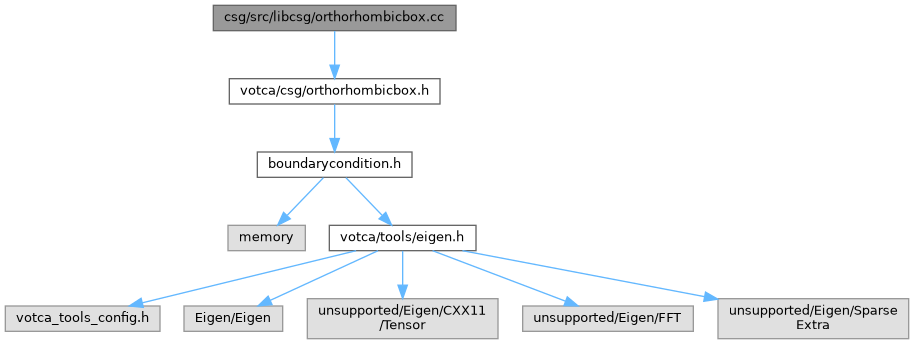 csg/src/libcsg/orthorhombicbox.cc
votca/csg/orthorhombicbox.h
boundarycondition.h
memory
votca/tools/eigen.h
votca_tools_config.h
Eigen/Eigen
unsupported/Eigen/CXX11
/Tensor
unsupported/Eigen/FFT
unsupported/Eigen/Sparse
Extra